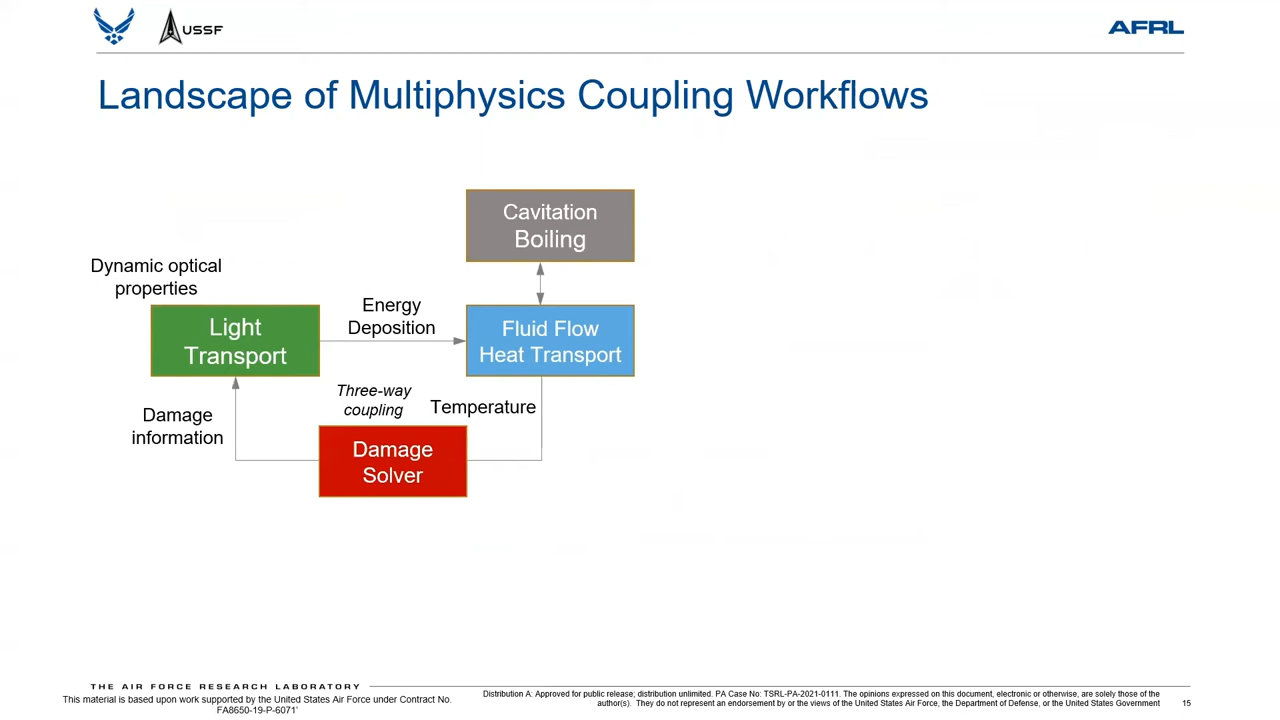 USSF
AFRL
Landscape of Multiphysics Coupling Workflows
Cavitation
Boiling
Dynamic optical
properties
Energy
Deposition
Light
Transport
Fluid Flow
Heat Transport
Three-way
coupling
Temperature
Damage
information
Damage
Solver
THE AIR FORCE RESEARCH LABORATORY
This material is based upon work supported by the United States Air Force under Contract No.
FA8650-19-P-6071'
Distribution A: Approved for public release; distribution unlimited. PA Case No: TSRL-PA-2021-0111. The opinions expressed on this document, electronic or otherwise, are solely those of the
author(s). They do not represent an endorsement by or the views of the United States Air Force, the Department of Defense, or the United States Government
15